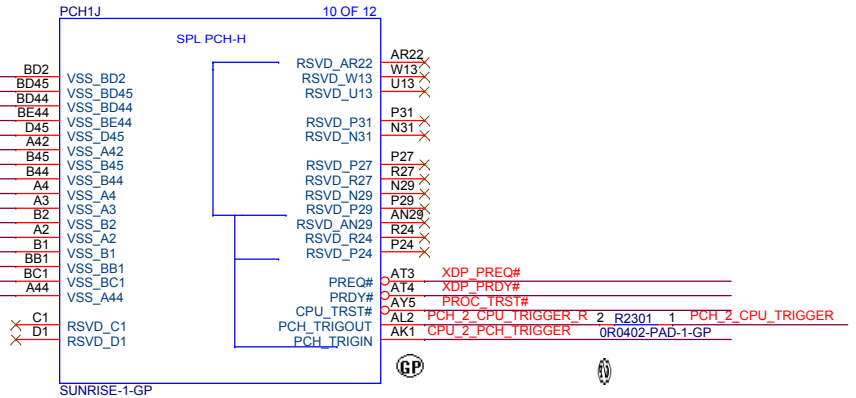 PCH1J 10 OF 12
SPL PCH-H
BD2 VSS_BD2
BD45 VSS_BD45
BD44 VSS_BD44
BE44 VSS_BE44
D45 VSS_D45
A42 VSS_A42
B45 VSS_B45
B44 VSS_B44
A4 VSS_A4
A3 VSS_A3
B2 VSS_B2
A2 VSS_A2
B1 VSS_B1
BB1 VSS_BB1
BC1 VSS_BC1
A44 VSS_A44
C1 RSVD_C1
D1 RSVD_D1
RSVD_AR22 AR22
RSVD_W13 W13
RSVD_U13 U13
RSVD_P31 P31
RSVD_N31 N31
RSVD_P27 P27
RSVD_R27 R27
RSVD_N29 N29
RSVD_P29 P29
RSVD_AN29 AN29
RSVD_R24 R24
RSVD_P24 P24
PREQ# AT3 XDP_PREQ#
PRDY# AT4 XDP_PRDY#
CPU_TRST# AY5 PROC_TRST#
PCH_TRIGOUT AL2 PCH_2_CPU_TRIGGER_R 2 R2301 1 PCH_2_CPU_TRIGGER
PCH_TRIGIN AK1 CPU_2_PCH_TRIGGER 0R0402-PAD-1-GP
GP
SUNRISE-1-GP